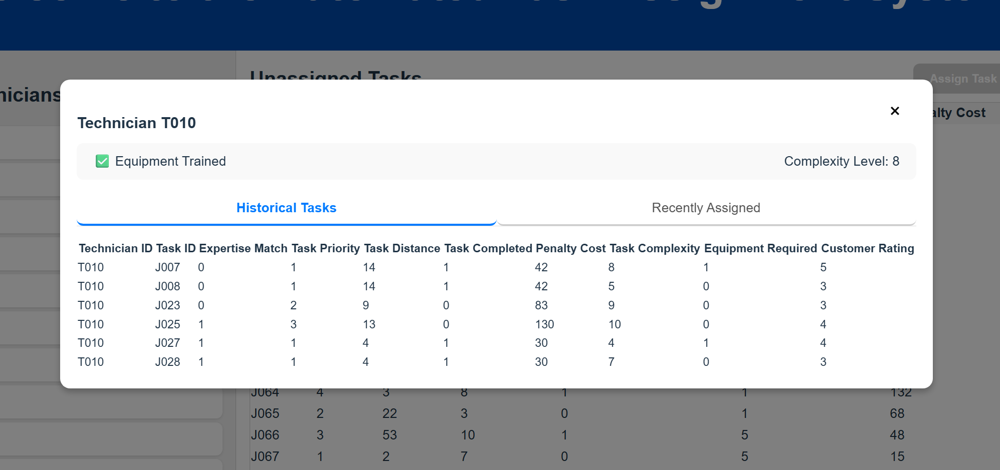 Unassigned Tasks
Assign Task
nicians
alty Cost
Technician T010
×
Equipment Trained
Complexity Level: 8
Historical Tasks
Recently Assigned
Technician ID Task ID Expertise Match Task Priority Task Distance Task Completed Penalty Cost Task Complexity Equipment Required Customer Rating
T010 J007 0 1 14 1 42 8 1 5
T010 J008 0 1 14 1 42 5 0 3
T010 J023 0 2 9 0 83 9 0 3
T010 J025 1 3 13 0 130 10 0 4
T010 J027 1 1 4 1 30 4 1 4
T010 J028 1 1 4 1 30 7 0 3
J064 4 3 8 1 1 132
J065 2 22 3 0 1 68
J066 3 53 10 1 5 48
J067 1 2 7 0 5 15